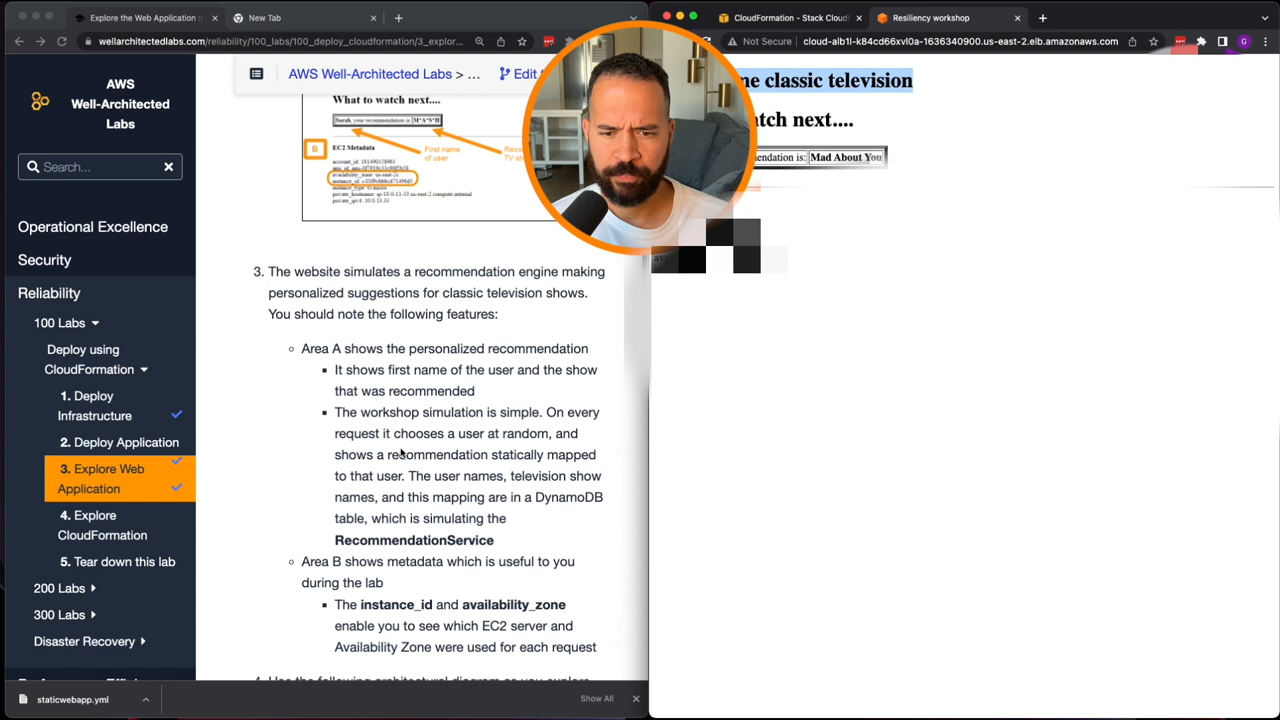 Explore the Web Application ::
New Tab
CloudFormation - Stack CloudF
Resiliency workshop
wellarchitectedlabs.com/reliability/100_labs/100_deploy_cloudformation/3_explor...
Not Secure
cloud-alb1l-k84cd66xvl0a-1636340900.us-east-2.elb.amazonaws.com
AWS
Well-Architected
Labs
Search...
Operational Excellence
Security
Reliability
100 Labs
Deploy using
CloudFormation
1. Deploy
Infrastructure
2. Deploy Application
3. Explore Web
Application
4. Explore
CloudFormation
5. Tear down this lab
200 Labs
300 Labs
Disaster Recovery
AWS Well-Architected Labs > ...
Edit
What to watch next....
Sarah, your recommendation is: M*A*S*H
First name
of user
TV sh
B
EC2 Metadata
3. The website simulates a recommendation engine making
personalized suggestions for classic television shows.
You should note the following features:
Area A shows the personalized recommendation
It shows first name of the user and the show
that was recommended
The workshop simulation is simple. On every
request it chooses a user at random, and
shows a recommendation statically mapped
to that user. The user names, television show
names, and this mapping are in a DynamoDB
table, which is simulating the
RecommendationService
Area B shows metadata which is useful to you
during the lab
The instance_id and availability_zone
enable you to see which EC2 server and
Availability Zone were used for each request
me classic television
atch next....
endation is: Mad About You
staticwebapp.yml
Show All